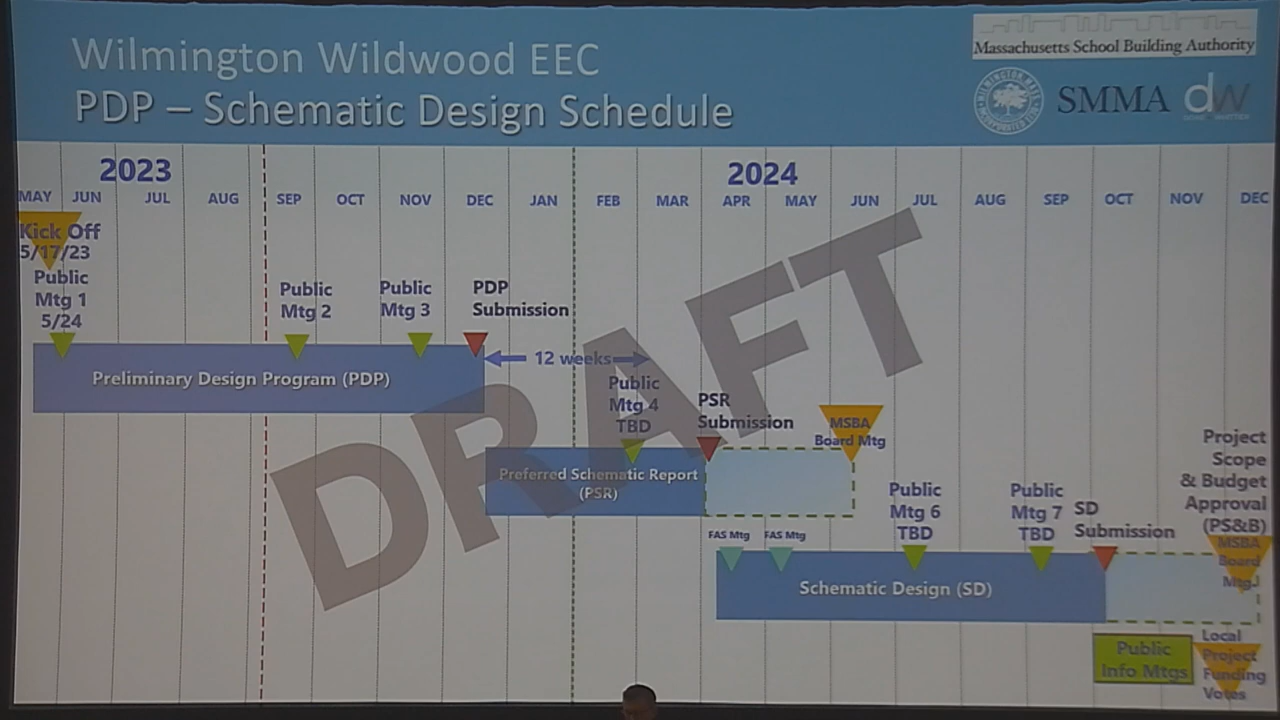 Wilmington Wildwood EEC
PDP – Schematic Design Schedule
Massachusetts School Building Authority
SMMA
dw
2023
2024
MAY JUN JUL AUG SEP OCT NOV DEC JAN FEB MAR APR MAY JUN JUL AUG SEP OCT NOV DEC
Kick Off
5/17/23
Public
Mtg 1
5/24
Public
Mtg 2
Public
Mtg 3
PDP
Submission
Preliminary Design Program (PDP)
12 weeks
Public
Mtg 4
TBD
PSR
Submission
MSBA
Board Mtg
Preferred Schematic Report
(PSR)
FAS Mtg
FAS Mtg
Public
Mtg 6
TBD
Public
Mtg 7
TBD
SD
Submission
Project
Scope
& Budget
Approval
(PS&B)
MSBA
Board
Schematic Design (SD)
Public
Info Mtgs
Local
Project
Funding
Votes
DRAFT